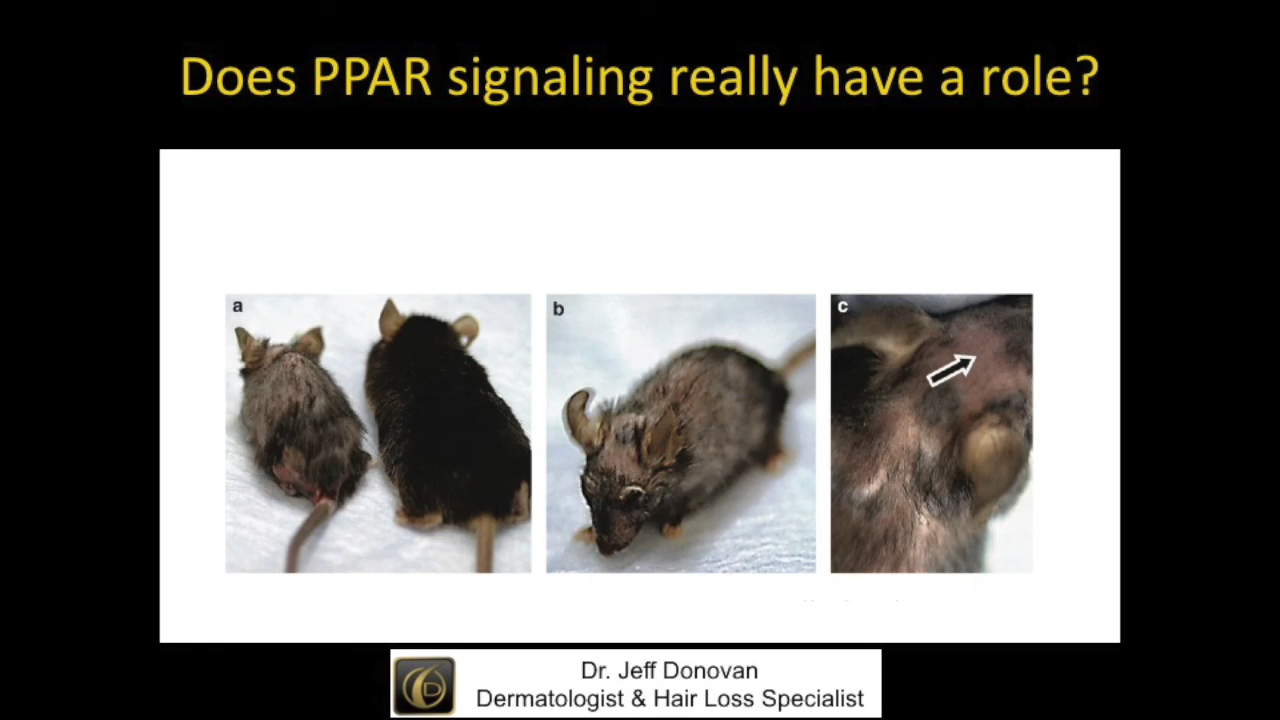 Does PPAR signaling really have a role?
a
b
c
D
Dr. Jeff Donovan
Dermatologist & Hair Loss Specialist